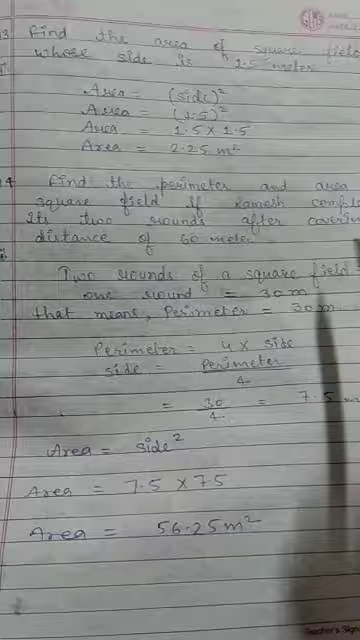 Find the area of square field
whose side is 1.5 meter
Area = (side)²
Area = (1.5)²
Area = 1.5 x 1.5
Area = 2.25 m²
Find the perimeter and area
square field if Ramesh comple
its two rounds after coverin
distance of 60 meter
Two rounds of a square field =
one round = 30 m
that means, Perimeter = 30 m
Perimeter = 4 x side
side = Perimeter/4
= 30/4 = 7.5 m
Area = side²
Area = 7.5 x 7.5
Area = 56.25 m²
Teacher's Sign